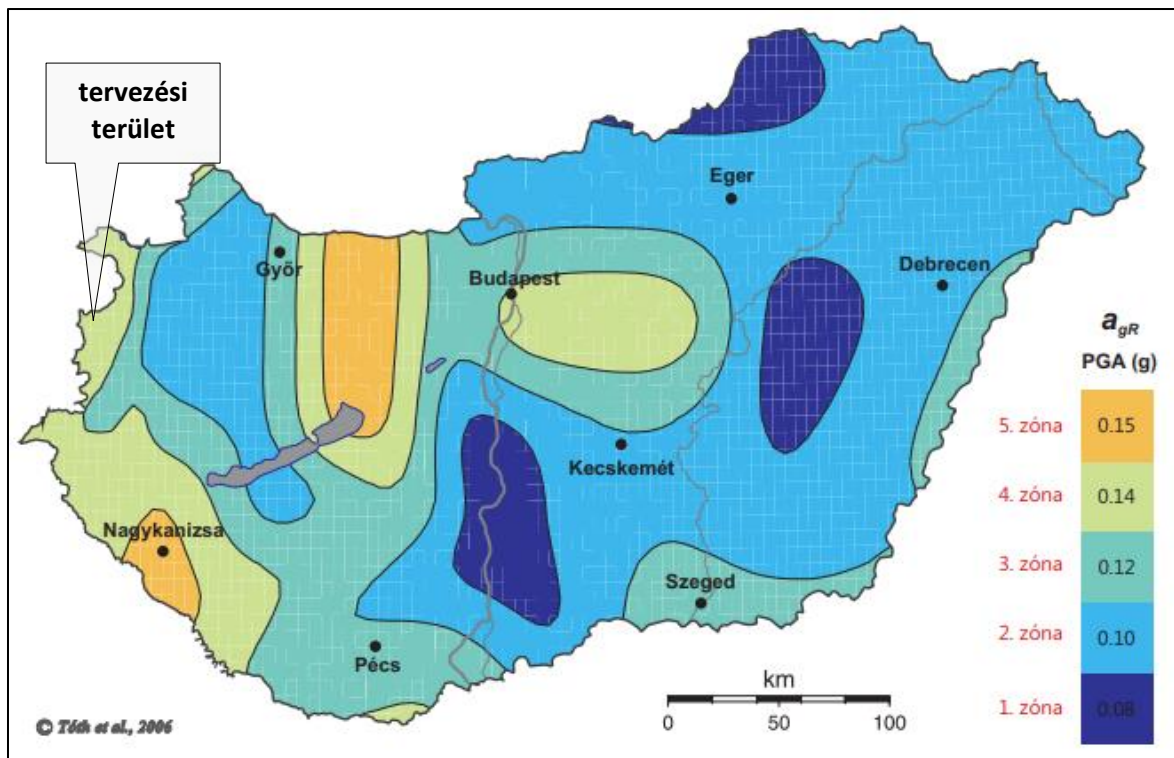 tervezési
terület
Eger
Győr
Budapest
Debrecen
Kecskemét
Nagykanizsa
Szeged
Pécs
a gR
PGA (g)
5. zóna 0.15
4. zóna 0.14
3. zóna 0.12
2. zóna 0.10
1. zóna 0.08
km
0 50 100
© Tóth et al., 2006